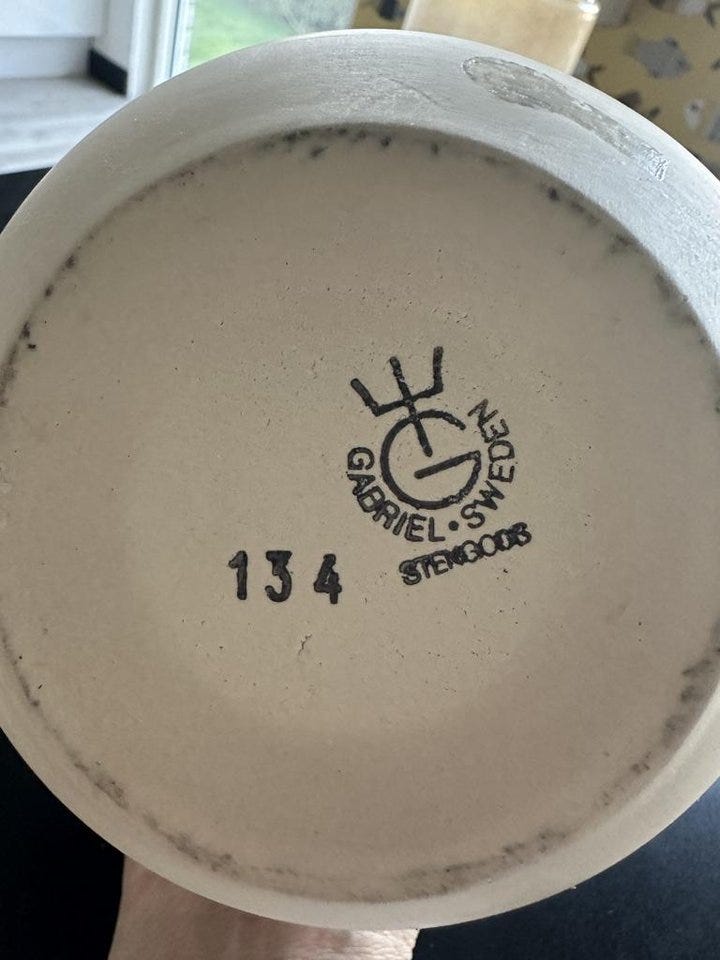 G
GABRIEL • SWEDEN
STENGODS
134